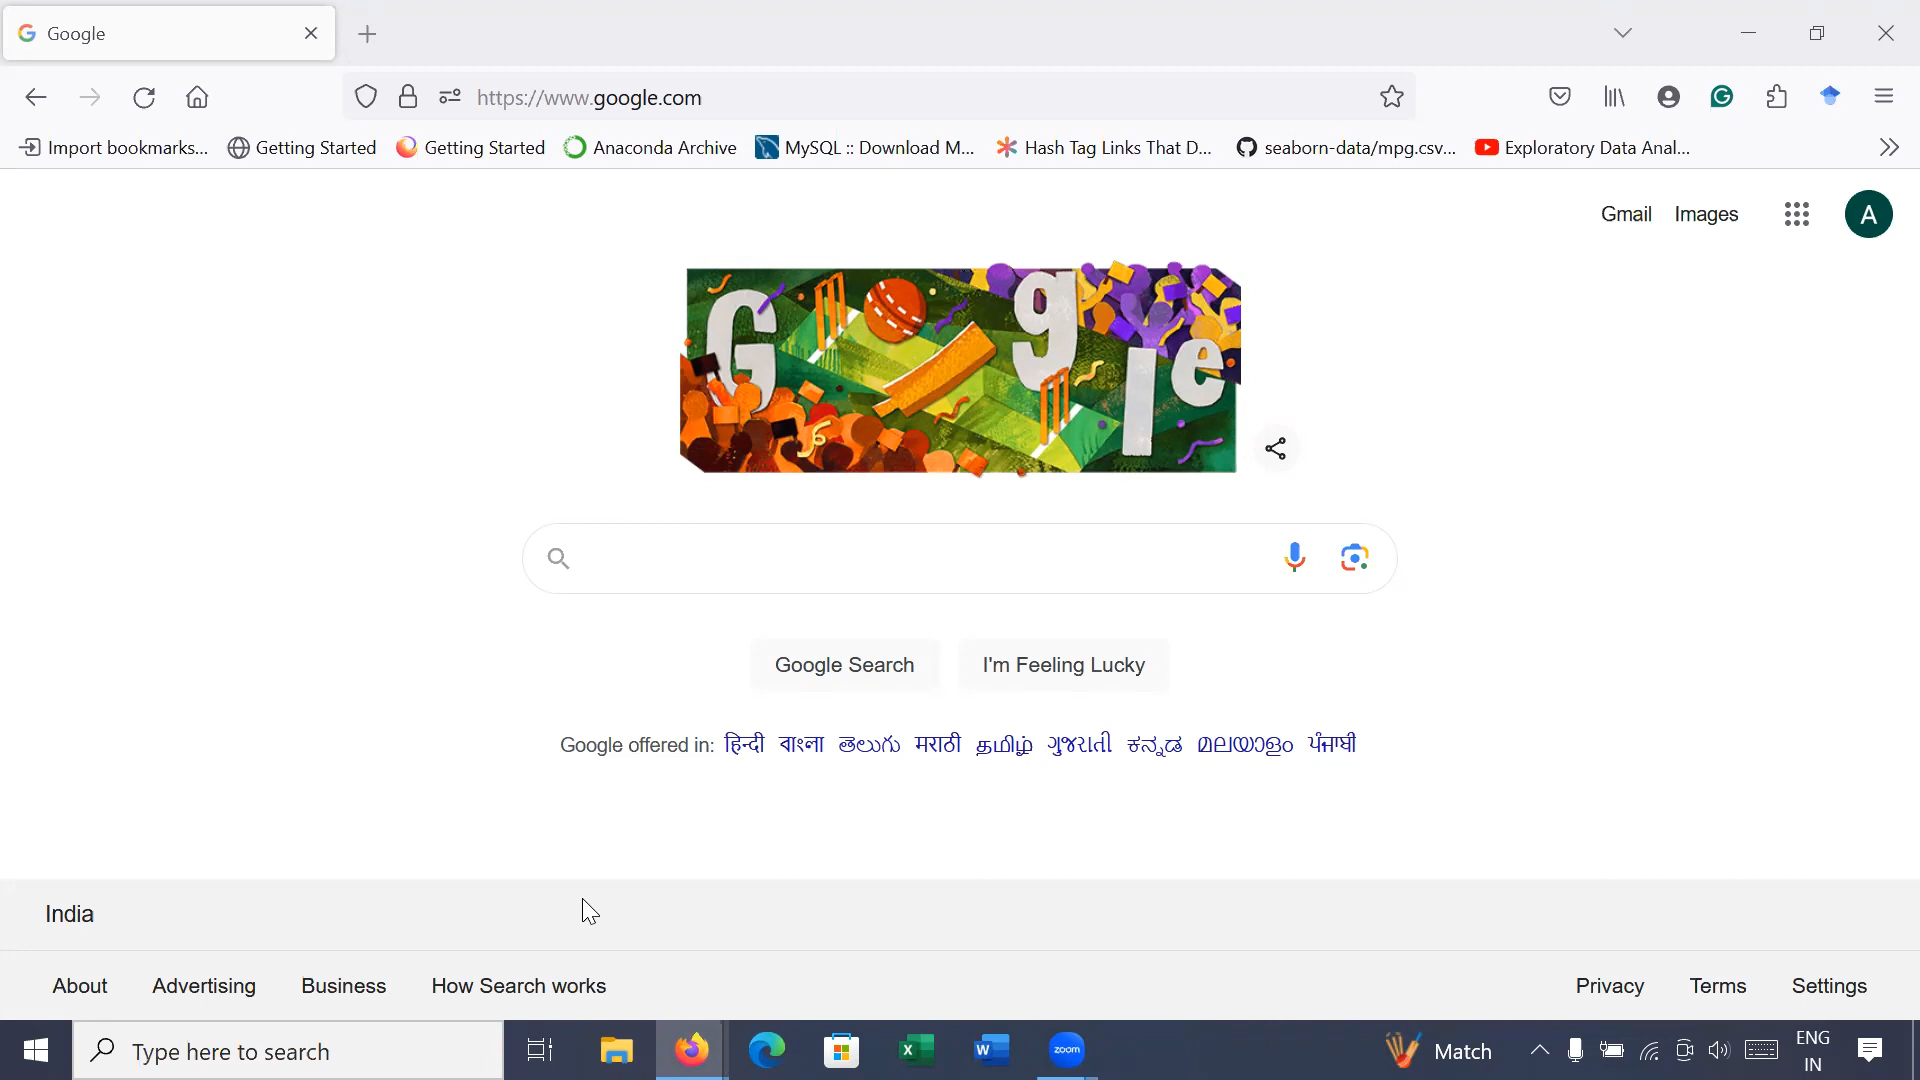 Google
https://www.google.com
Import bookmarks... Getting Started Getting Started Anaconda Archive MySQL :: Download M... Hash Tag Links That D... seaborn-data/mpg.csv... Exploratory Data Anal...
Gmail Images A
Google
Google Search I'm Feeling Lucky
Google offered in: हिन्दी বাংলা తెలుగు मराठी தமிழ் ગુજરાતી ಕನ್ನಡ മലയാളം ਪੰਜਾਬੀ
India
About Advertising Business How Search works Privacy Terms Settings
Type here to search zoom Match ENG
IN